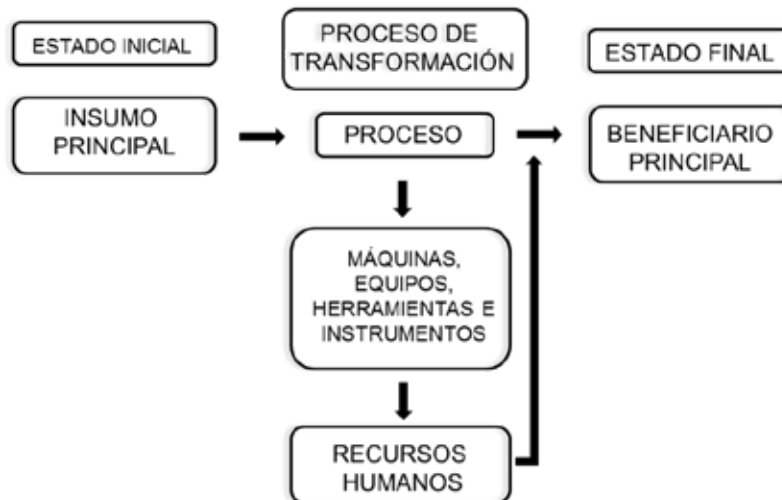 ESTADO INICIAL
PROCESO DE
TRANSFORMACIÓN
ESTADO FINAL
INSUMO
PRINCIPAL
PROCESO
BENEFICIARIO
PRINCIPAL
MÁQUINAS,
EQUIPOS,
HERRAMIENTAS E
INSTRUMENTOS
RECURSOS
HUMANOS